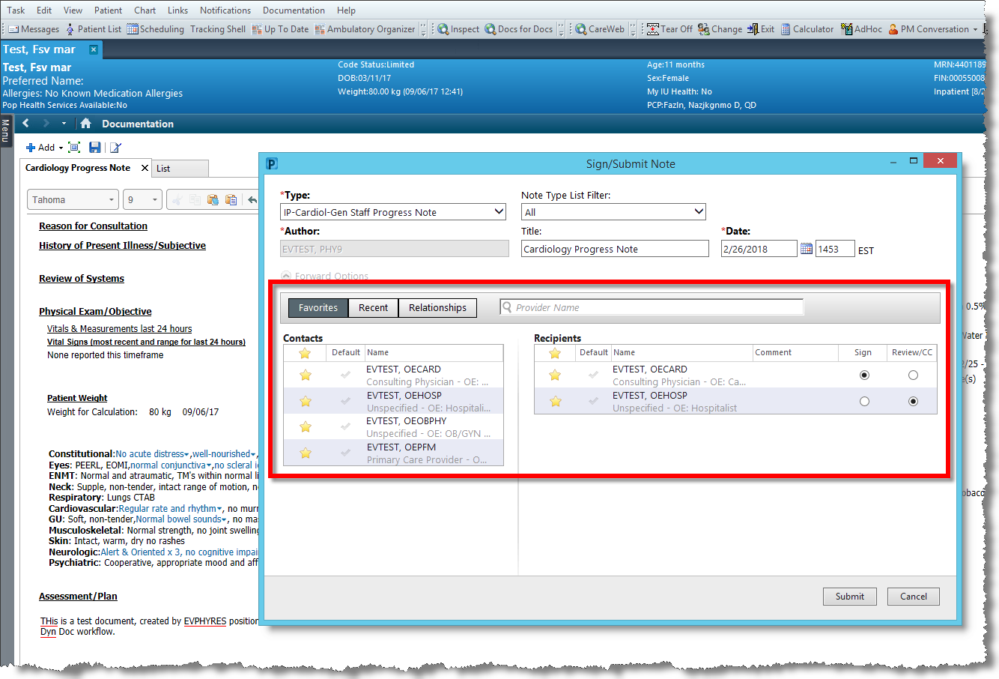 Task Edit View Patient Chart Links Notifications Documentation Help
Messages Patient List Scheduling Tracking Shell Up To Date Ambulatory Organizer Inspect Docs for Docs CareWeb Tear Off Change Exit Calculator AdHoc PM Conversation
Test, Fsv mar
Test, Fsv mar Code Status:Limited Age:11 months MRN:4401189
Preferred Name: DOB:03/11/17 Sex:Female FIN:00055008
Allergies: No Known Medication Allergies Weight:80.00 kg (09/06/17 12:41) My IU Health: No Inpatient [8/
Pop Health Services Available:No PCP:Fazln, Nazjkgnmo D, QD
Menu
Documentation
Add
Cardiology Progress Note List
Tahoma 9
Reason for Consultation
History of Present Illness/Subjective
Review of Systems
Physical Exam/Objective
Vitals & Measurements last 24 hours
Vital Signs (most recent and range for last 24 hours)
None reported this timeframe
Patient Weight
Weight for Calculation: 80 kg 09/06/17
Constitutional:No acute distress,well-nourished,
Eyes: PEERL, EOMI,normal conjunctiva,no scleral i
ENMT: Normal and atraumatic, TM's within normal li
Neck: Supple, non-tender, intact range of motion, n
Respiratory: Lungs CTAB
Cardiovascular:Regular rate and rhythm, no murr
GU: Soft, non-tender,Normal bowel sounds, no ma
Musculoskeletal: Normal strength, no joint swelling
Skin: Intact, warm, dry no rashes
Neurologic:Alert & Oriented x 3, no cognitive impai
Psychiatric: Cooperative, appropriate mood and aff
Assessment/Plan
THis is a test document, created by EVPHYRES position
Dyn Doc workflow.
P Sign/Submit Note
*Type: Note Type List Filter:
IP-Cardiol-Gen Staff Progress Note All
*Author: Title: *Date:
EVTEST, PHY9 Cardiology Progress Note 2/26/2018 1453 EST
Forward Options
Favorites Recent Relationships Provider Name
Contacts
Default Name
EVTEST, OECARD
Consulting Physician - OE: ...
EVTEST, OEHOSP
Unspecified - OE: Hospitali...
EVTEST, OEOBPHY
Unspecified - OE: OB/GYN ...
EVTEST, OEPFM
Primary Care Provider - O...
Recipients
Default Name Comment Sign Review/CC
EVTEST, OECARD
Consulting Physician - OE: Ca...
EVTEST, OEHOSP
Unspecified - OE: Hospitalist
Submit Cancel
0.5%
Water
2/25 -
e(s)
obacc